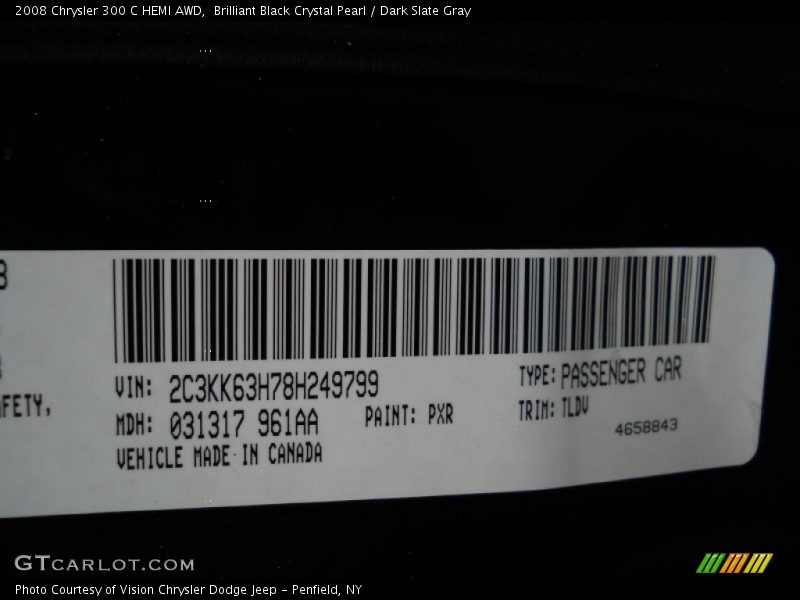 2008 Chrysler 300 C HEMI AWD, Brilliant Black Crystal Pearl / Dark Slate Gray
AFETY,
VIN: 2C3KK63H78H249799
TYPE: PASSENGER CAR
MDH: 031317 961AA
PAINT: PXR
TRIM: TLDV
4658843
VEHICLE MADE IN CANADA
GTCARLOT.COM
Photo Courtesy of Vision Chrysler Dodge Jeep - Penfield, NY